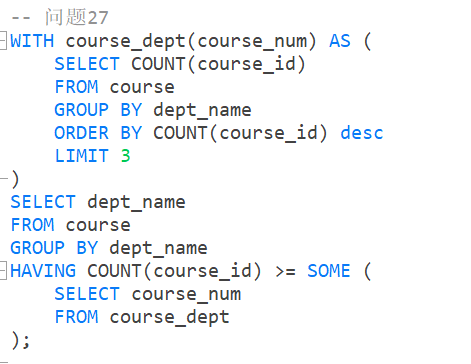 -- 问题27
WITH course_dept(course_num) AS (
    SELECT COUNT(course_id)
    FROM course
    GROUP BY dept_name
    ORDER BY COUNT(course_id) desc
    LIMIT 3
)
SELECT dept_name
FROM course
GROUP BY dept_name
HAVING COUNT(course_id) >= SOME (
    SELECT course_num
    FROM course_dept
);